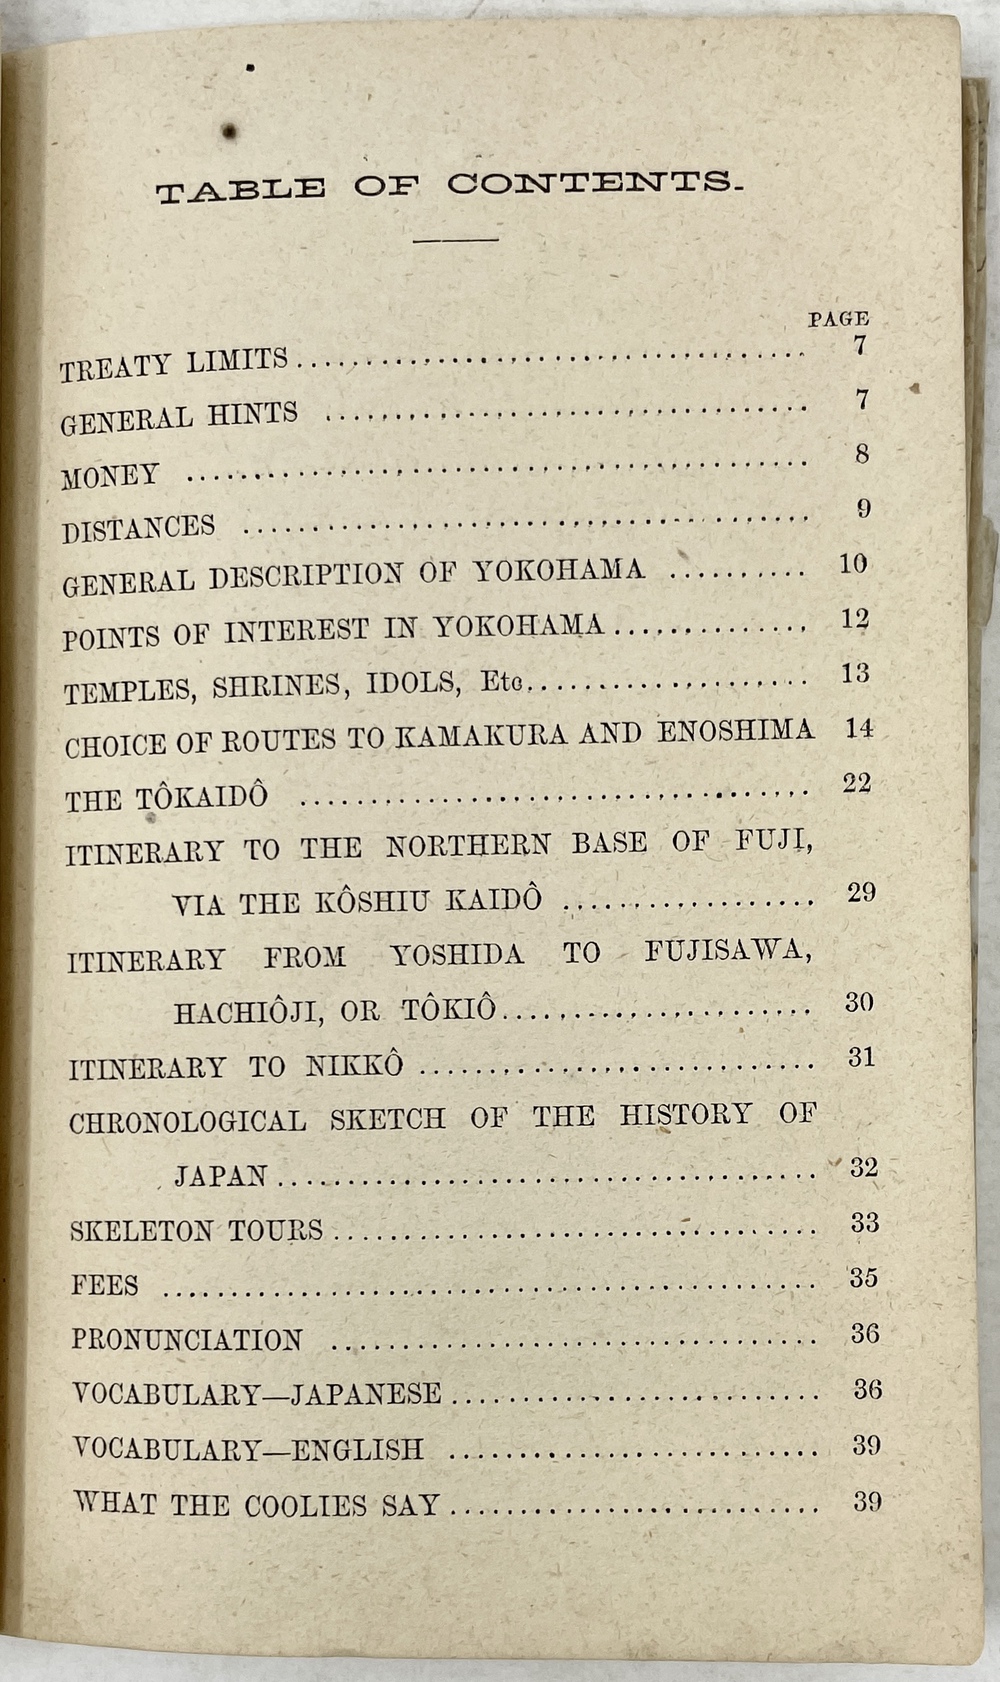 TABLE OF CONTENTS.
PAGE
TREATY LIMITS........................................ 7
GENERAL HINTS ........................................ 7
MONEY ........................................ 8
DISTANCES ........................................ 9
GENERAL DESCRIPTION OF YOKOHAMA .......... 10
POINTS OF INTEREST IN YOKOHAMA.............. 12
TEMPLES, SHRINES, IDOLS, Etc..................... 13
CHOICE OF ROUTES TO KAMAKURA AND ENOSHIMA 14
THE TÔKAIDÔ .................................... 22
ITINERARY TO THE NORTHERN BASE OF FUJI,
VIA THE KÔSHIU KAIDÔ .................. 29
ITINERARY FROM YOSHIDA TO FUJISAWA,
HACHIÔJI, OR TÔKIÔ...................... 30
ITINERARY TO NIKKÔ ............................ 31
CHRONOLOGICAL SKETCH OF THE HISTORY OF
JAPAN...................................... 32
SKELETON TOURS.................................. 33
FEES .............................................. 35
PRONUNCIATION .................................. 36
VOCABULARY—JAPANESE.......................... 36
VOCABULARY—ENGLISH .......................... 39
WHAT THE COOLIES SAY.......................... 39